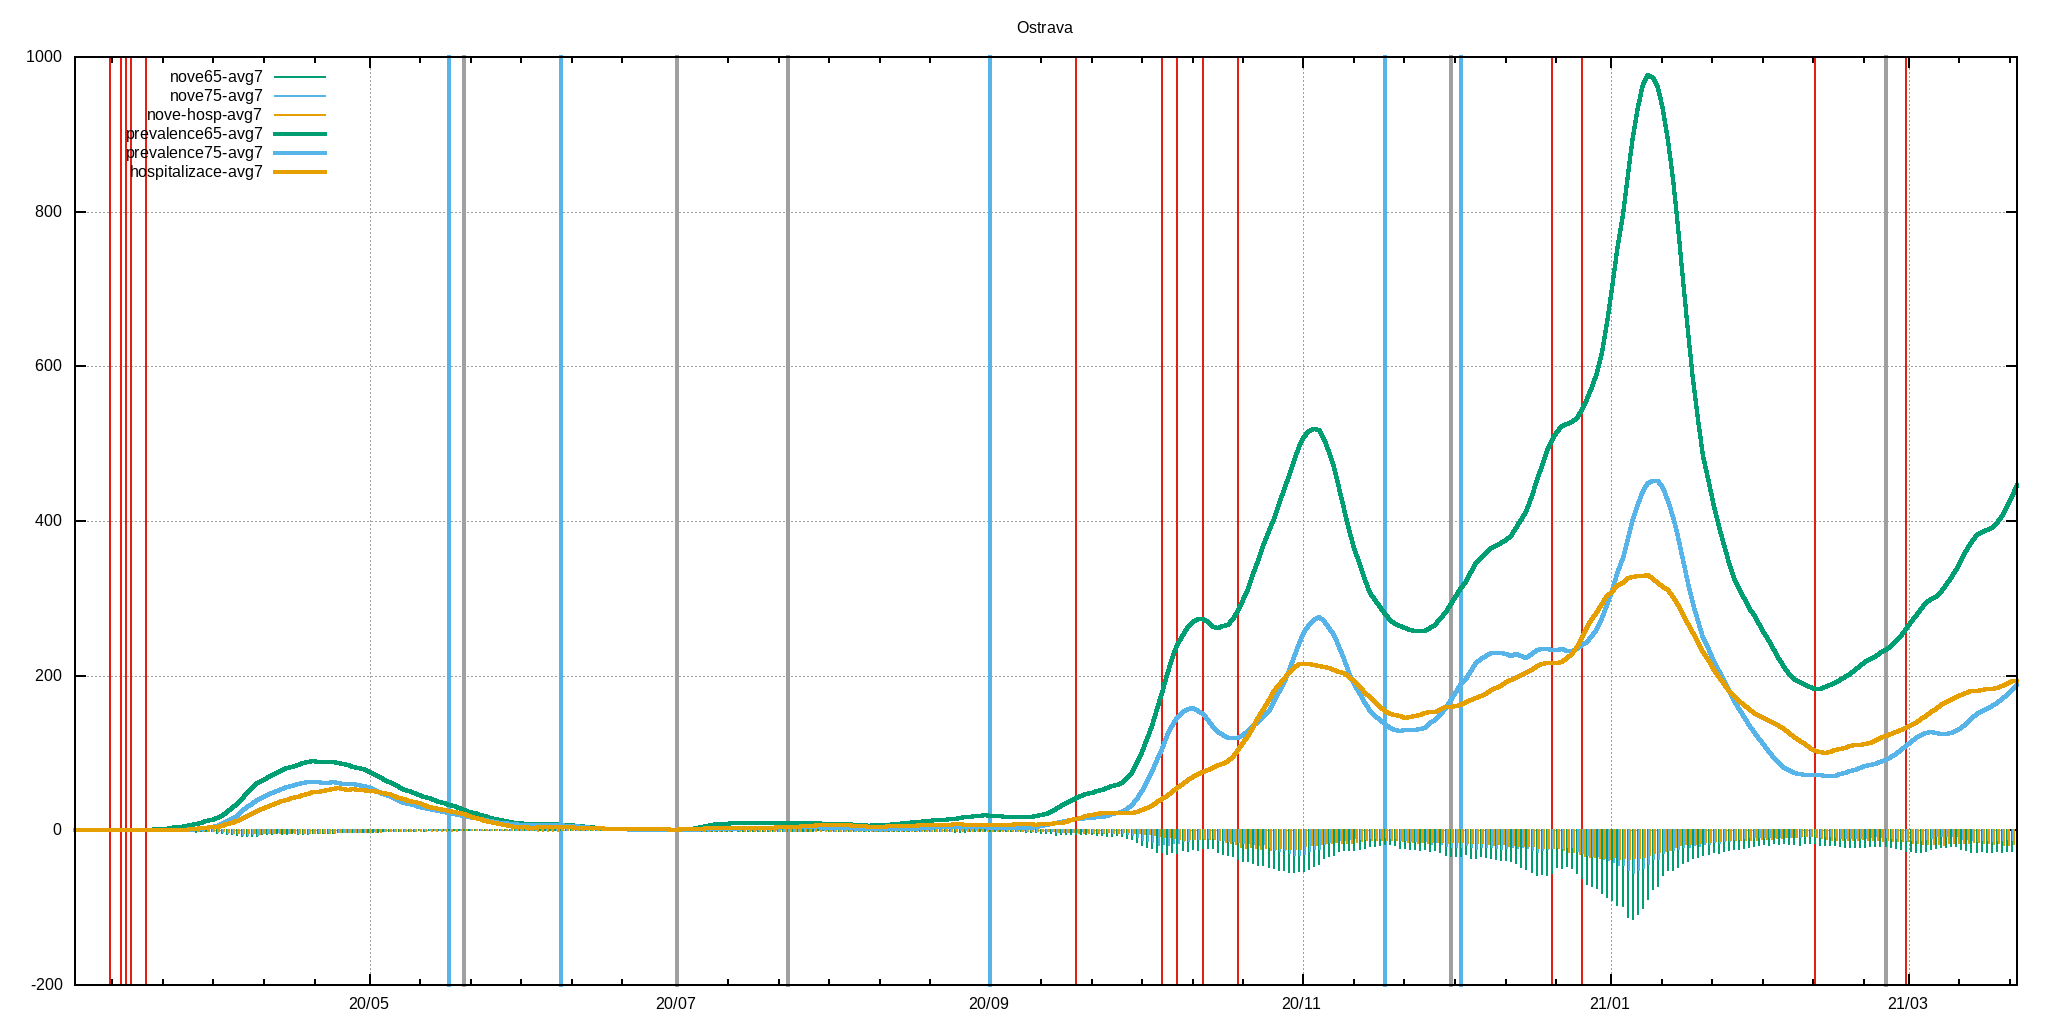 Ostrava
1000
nove65-avg7
nove75-avg7
nove-hosp-avg7
prevalence65-avg7
prevalence75-avg7
hospitalizace-avg7
800
600
400
200
0
-200
20/05 20/07 20/09 20/11 21/01 21/03